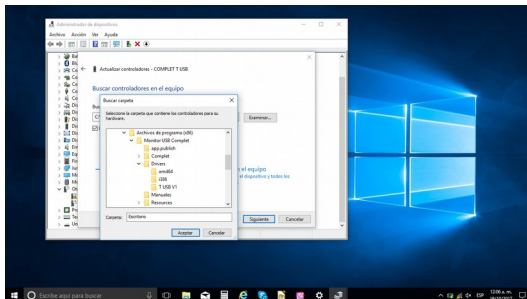 Administrador de dispositivos
Archivo Acción Ver Ayuda
Actualizar controladores - COMPLET T USB
Buscar controladores en el equipo
Buscar carpeta
Seleccione la carpeta que contiene los controladores para su
hardware.
Archivos de programa (x86)
Monitor USB Complet
app.publish
Complet
Drivers
amd64
i386
T USB V1
Manuales
Resources
Carpeta: Escritorio
Aceptar Cancelar
Examinar...
el equipo
el dispositivo y todos los
Siguiente Cancelar
Escribe aquí para buscar
ESP
12:06 a. m.